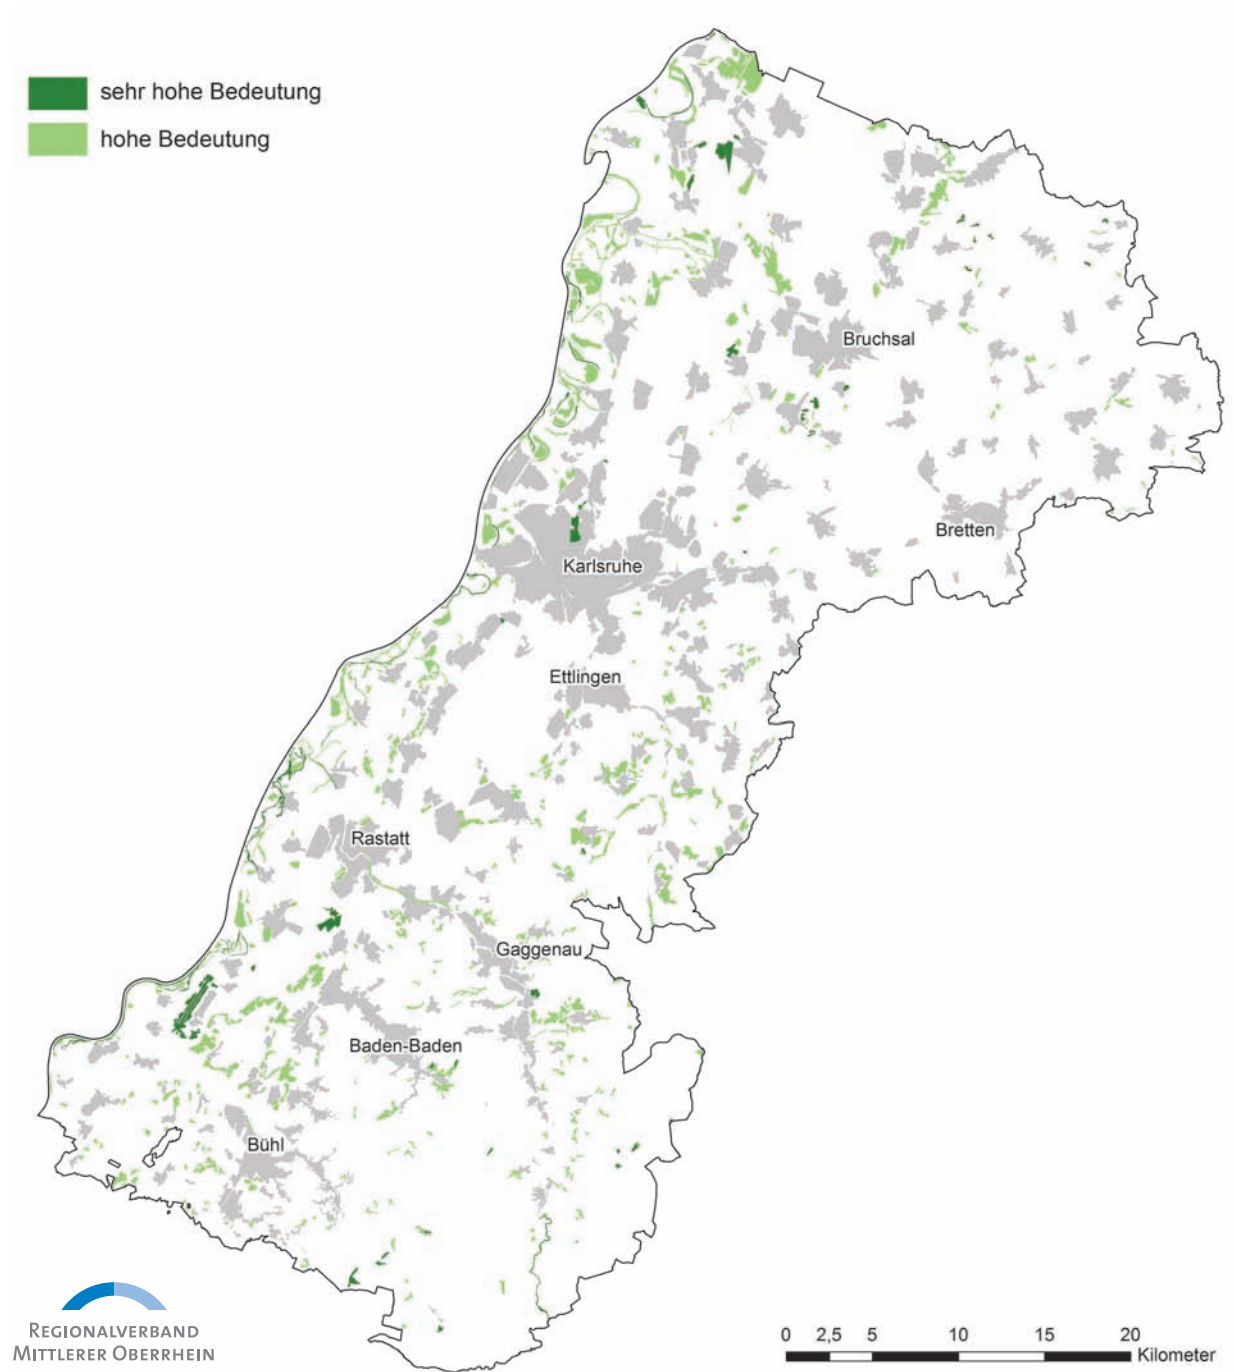 sehr hohe Bedeutung
hohe Bedeutung
Bruchsal
Bretten
Karlsruhe
Ettlingen
Rastatt
Gaggenau
Baden-Baden
Bühl
REGIONALVERBAND
MITTLERER OBERRHEIN
0 2,5 5 10 15 20
Kilometer